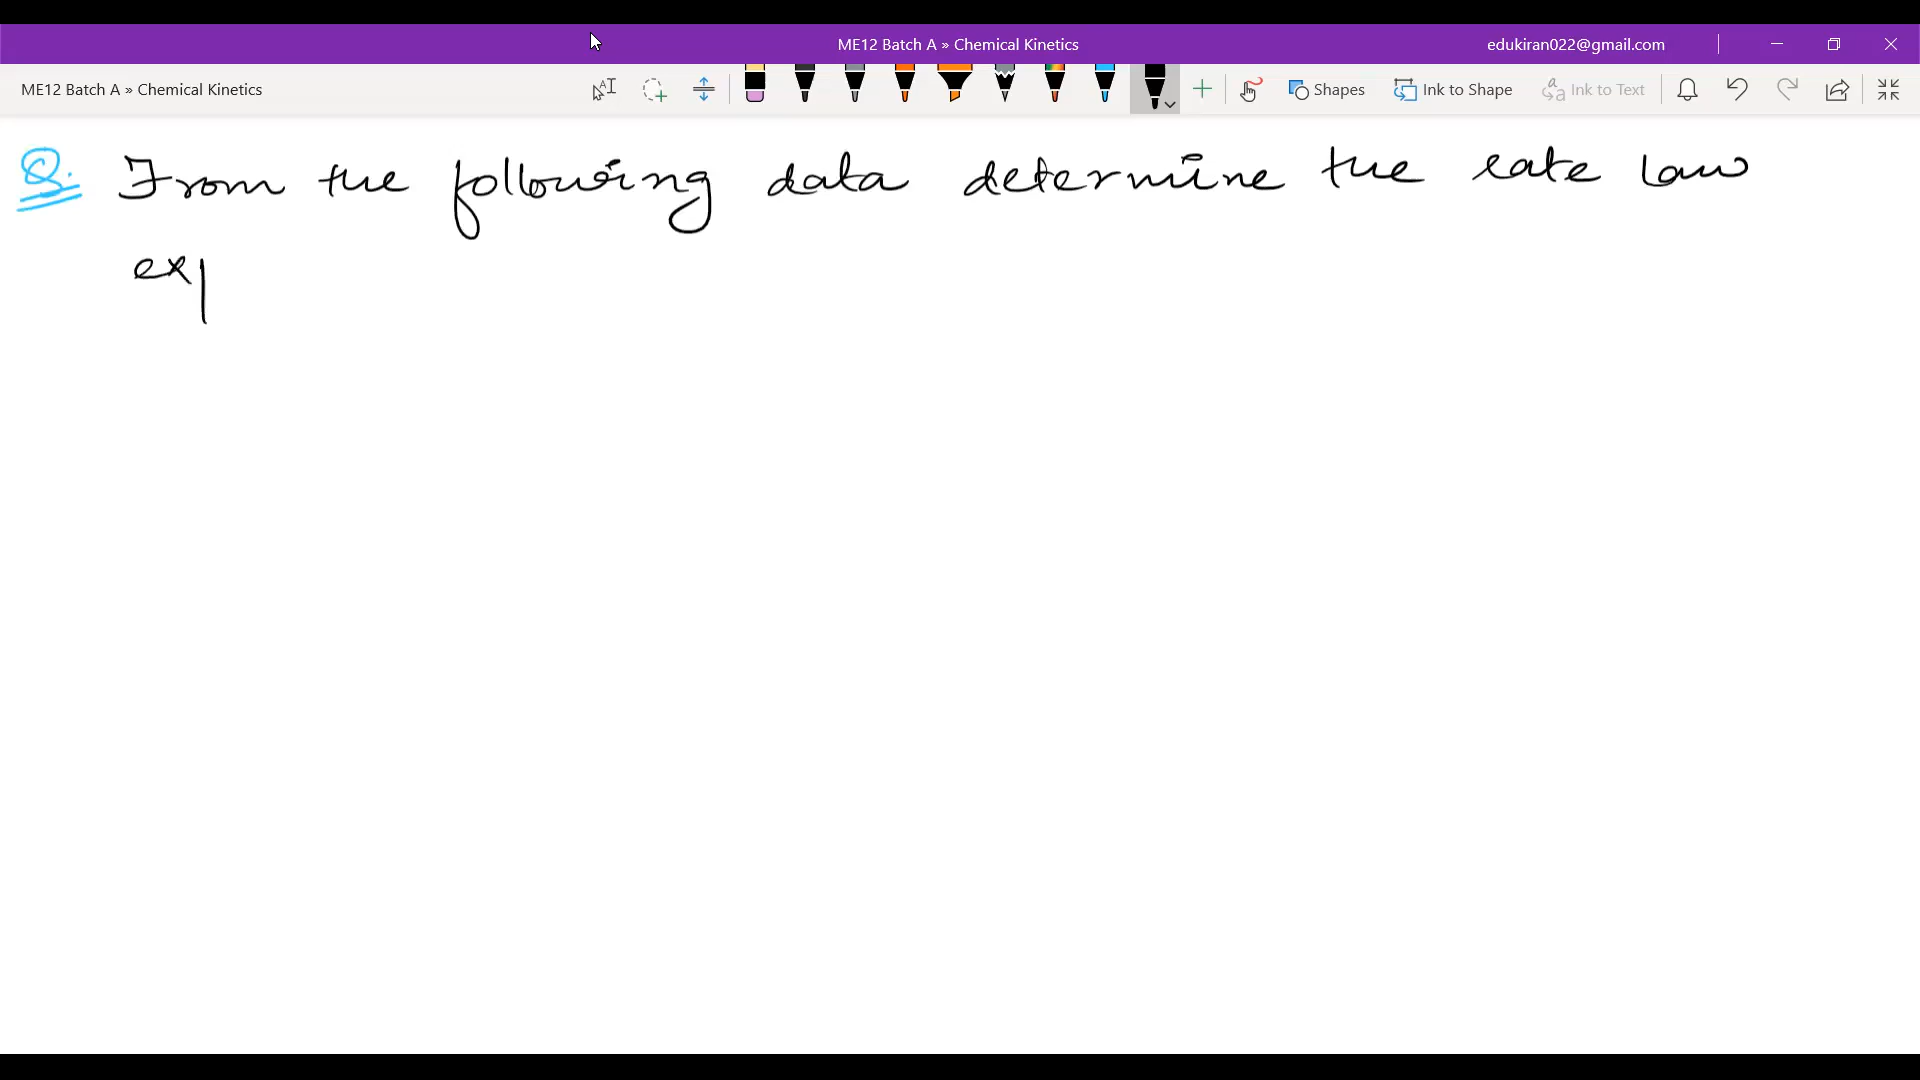 ME12 Batch A » Chemical Kinetics
edukiran022@gmail.com
ME12 Batch A » Chemical Kinetics
Shapes
Ink to Shape
Ink to Text
Q. From the following data determine the rate law
exp